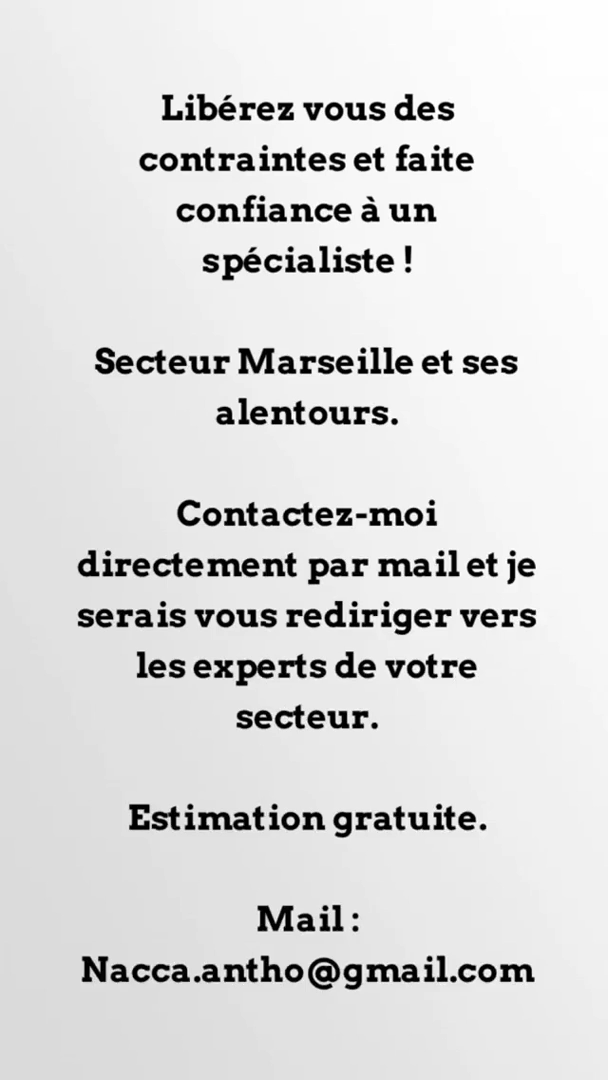 Libérez vous des
contraintes et faite
confiance à un
spécialiste !
Secteur Marseille et ses
alentours.
Contactez-moi
directement par mail et je
serais vous rediriger vers
les experts de votre
secteur.
Estimation gratuite.
Mail :
Nacca.antho@gmail.com